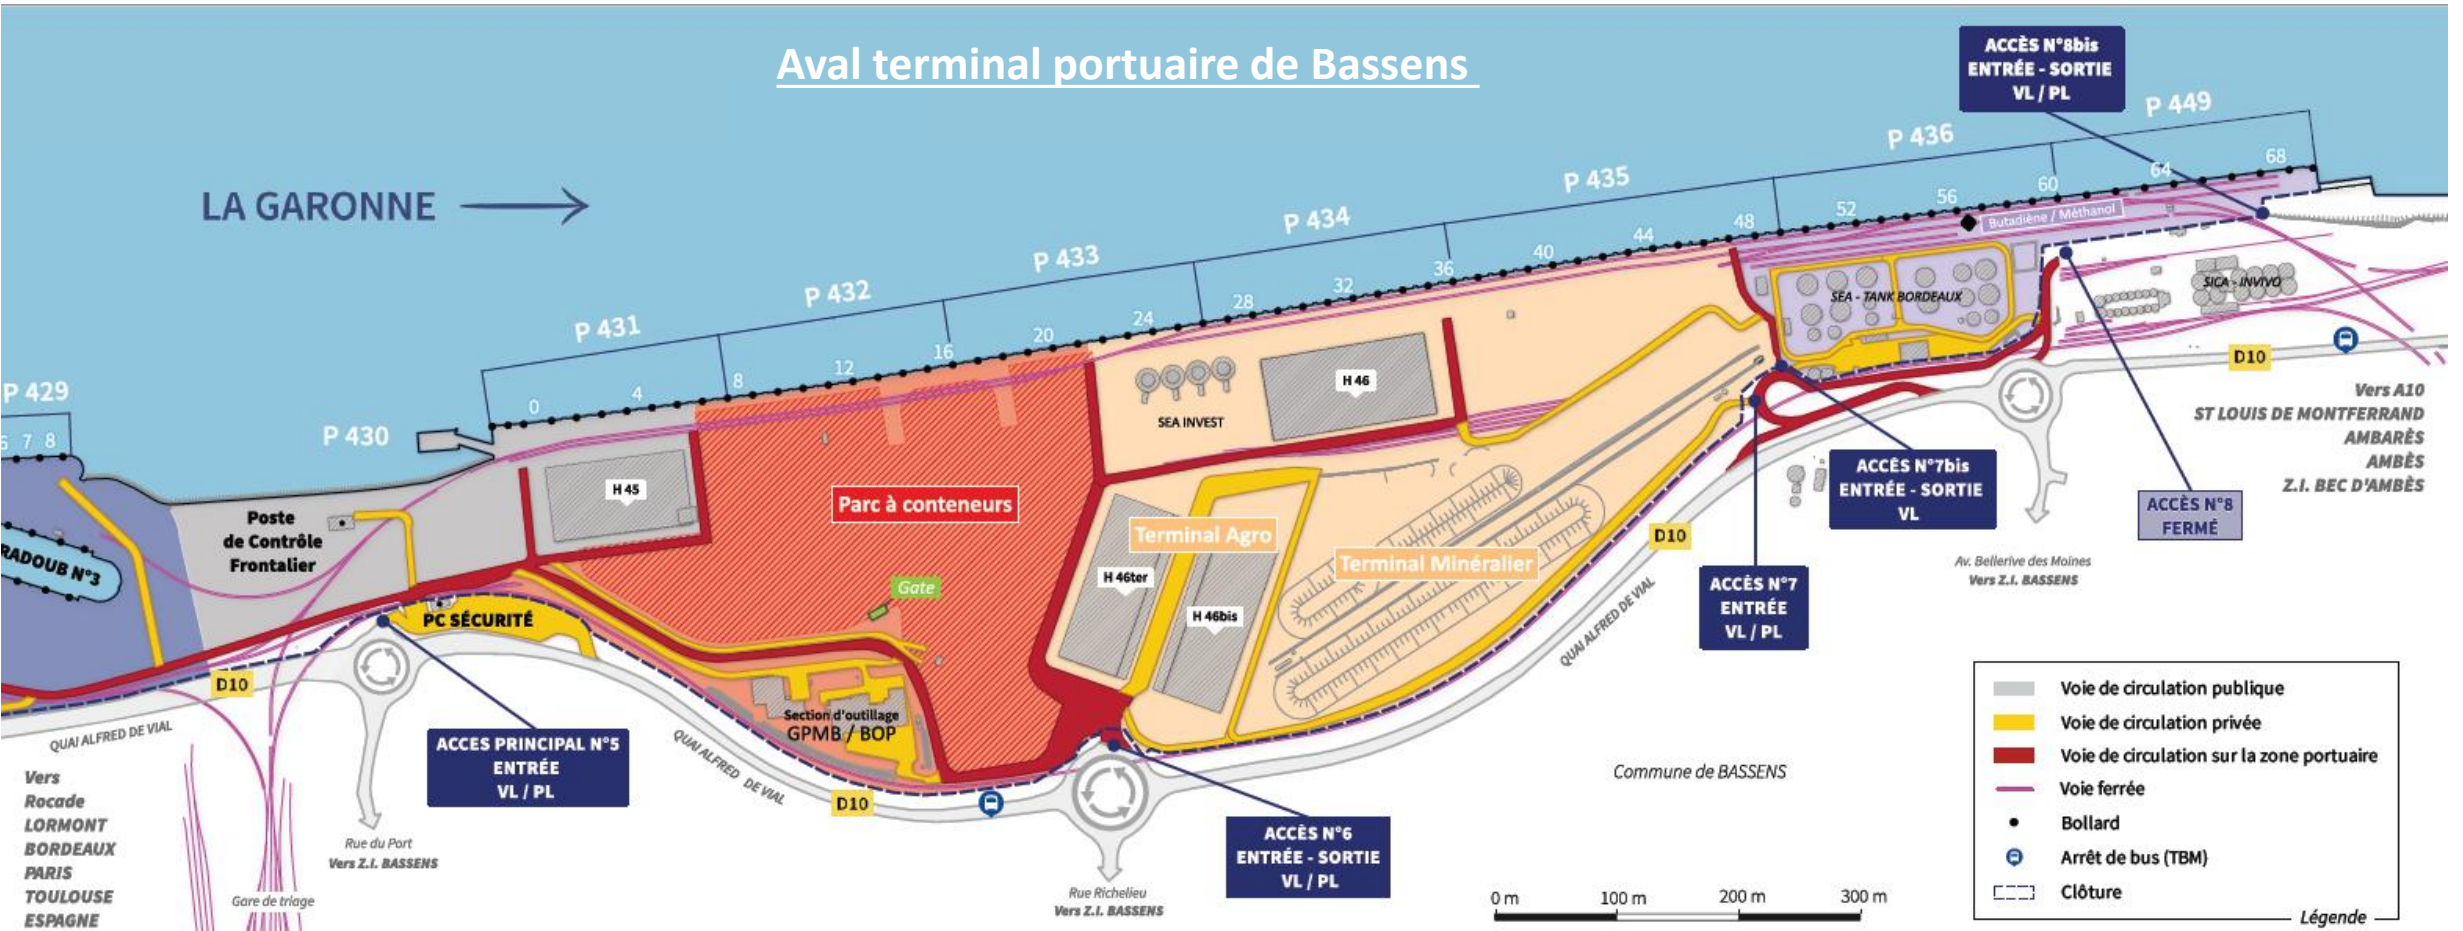 Aval terminal portuaire de Bassens
ACCÈS N°8bis
ENTRÉE - SORTIE
VL / PL
LA GARONNE
P 429
P 430
P 431
P 432
P 433
P 434
P 435
P 436
P 449
7 8
0
4
8
12
16
20
24
28
32
36
40
44
48
52
56
60
64
68
Butadiène / Méthanol
SEA - TANK BORDEAUX
SICA - INVIVO
D10
Vers A10
ST LOUIS DE MONTFERRAND
AMBARÈS
AMBÈS
Z.I. BEC D'AMBÈS
H 46
SEA INVEST
H 45
Parc à conteneurs
Poste
de Contrôle
Frontalier
RADOUB N°3
Terminal Agro
Terminal Minéralier
H 46ter
H 46bis
Gate
PC SÉCURITÉ
D10
ACCÈS N°7bis
ENTRÉE - SORTIE
VL
ACCÈS N°8
FERMÉ
Av. Bellerive des Moines
Vers Z.I. BASSENS
ACCÈS N°7
ENTRÉE
VL / PL
QUAI ALFRED DE VIAL
D10
QUAI ALFRED DE VIAL
Section d'outillage
GPMB / BOP
QUAI ALFRED DE VIAL
ACCES PRINCIPAL N°5
ENTRÉE
VL / PL
D10
Vers
Rocade
LORMONT
BORDEAUX
PARIS
TOULOUSE
ESPAGNE
Gare de triage
Rue du Port
Vers Z.I. BASSENS
Rue Richelieu
Vers Z.I. BASSENS
ACCÈS N°6
ENTRÉE - SORTIE
VL / PL
Commune de BASSENS
0 m
100 m
200 m
300 m
Voie de circulation publique
Voie de circulation privée
Voie de circulation sur la zone portuaire
Voie ferrée
Bollard
Arrêt de bus (TBM)
Clôture
Légende